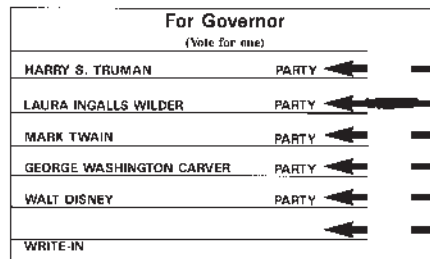 For Governor
(Vote for one)
HARRY S. TRUMAN PARTY
LAURA INGALLS WILDER PARTY
MARK TWAIN PARTY
GEORGE WASHINGTON CARVER PARTY
WALT DISNEY PARTY
WRITE-IN